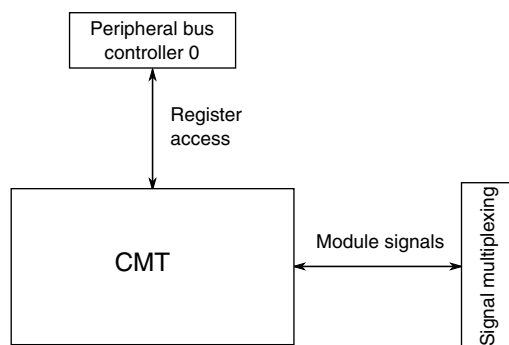 Peripheral bus
controller 0
Register
access
CMT
Module signals
Signal multiplexing